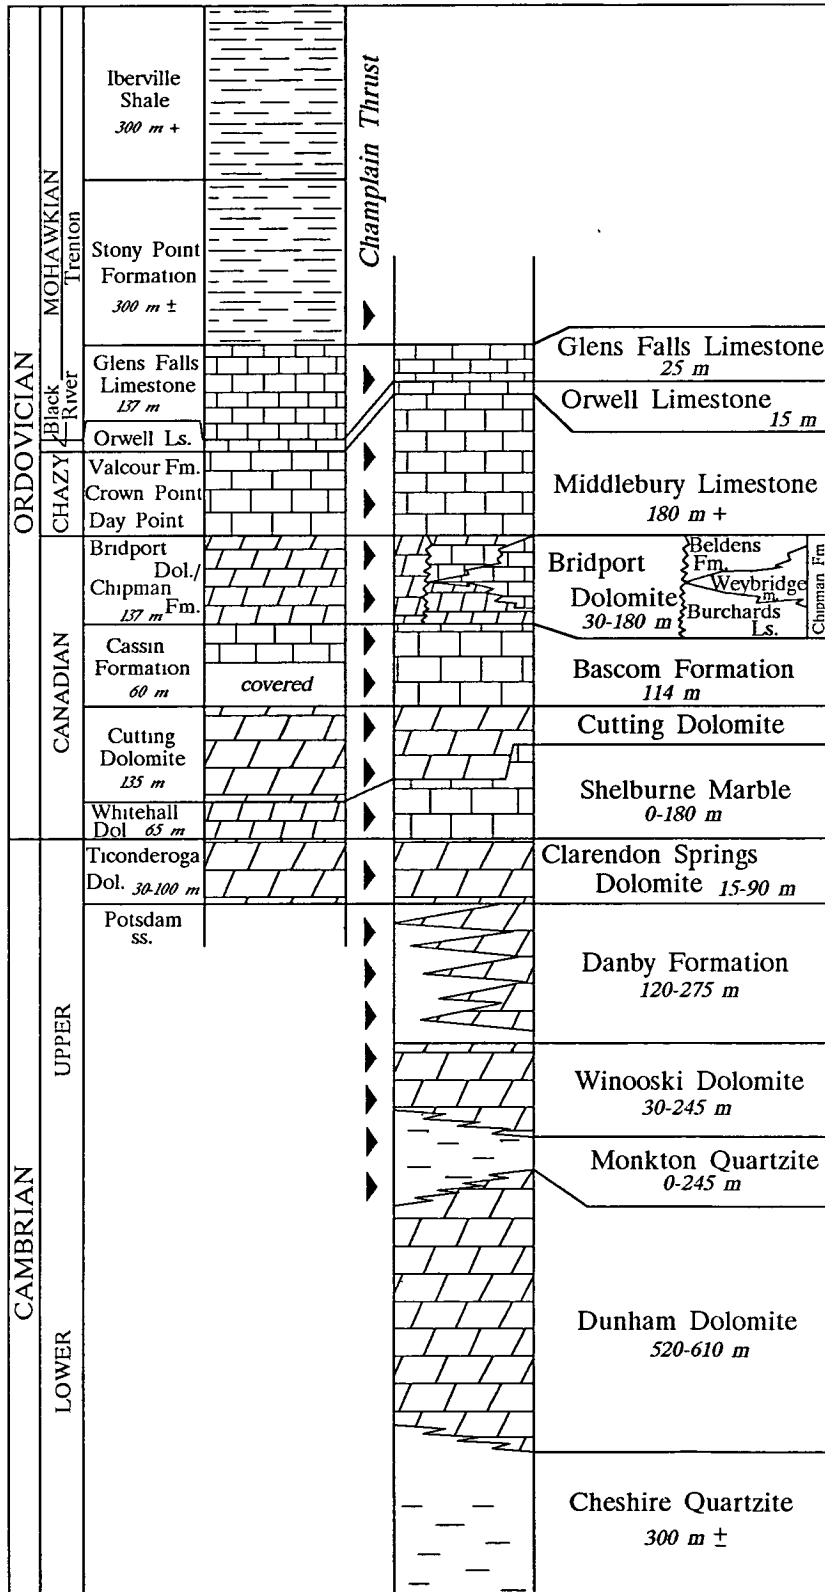 ORDOVICIAN
CAMBRIAN
MOHAWKIAN
Trenton
Black
River
CHAZY
CANADIAN
UPPER
LOWER
Iberville
Shale
300 m +
Stony Point
Formation
300 m ±
Glens Falls
Limestone
137 m
Orwell Ls.
Valcour Fm.
Crown Point
Day Point
Bridport
Dol./
Chipman
137 m Fm.
Cassin
Formation
60 m
covered
Cutting
Dolomite
135 m
Whitehall
Dol 65 m
Ticonderoga
Dol. 30-100 m
Potsdam
ss.
Champlain Thrust
Glens Falls Limestone
25 m
Orwell Limestone
15 m
Middlebury Limestone
180 m +
Bridport
Dolomite
30-180 m
Beldens
Fm.
Weybridge
m.
Burchards
Ls.
Chipman Fm
Bascom Formation
114 m
Cutting Dolomite
Shelburne Marble
0-180 m
Clarendon Springs
Dolomite 15-90 m
Danby Formation
120-275 m
Winooski Dolomite
30-245 m
Monkton Quartzite
0-245 m
Dunham Dolomite
520-610 m
Cheshire Quartzite
300 m ±